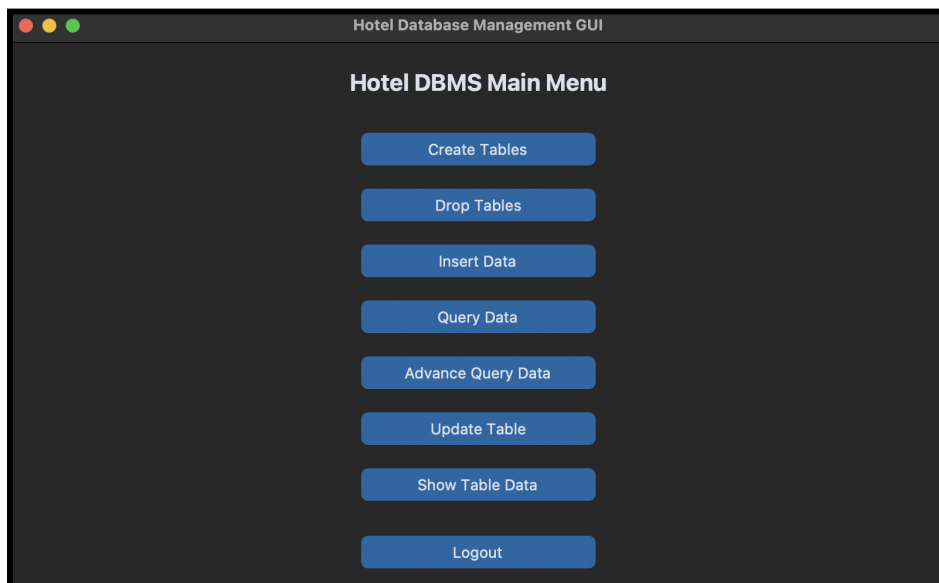 Hotel Database Management GUI
Hotel DBMS Main Menu
Create Tables
Drop Tables
Insert Data
Query Data
Advance Query Data
Update Table
Show Table Data
Logout